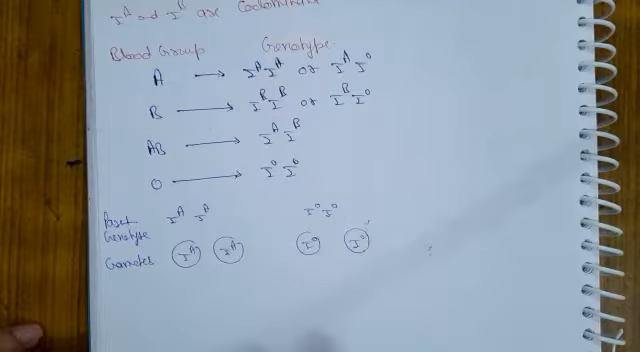 I^A and I^B are Codominant
Blood Group Genotype
A → I^A I^A or I^A I^O
B → I^B I^B or I^B I^O
AB → I^A I^B
O → I^O I^O
Parent I^A I^A I^O I^O
Genotype
Gametes I^A I^A I^O I^O